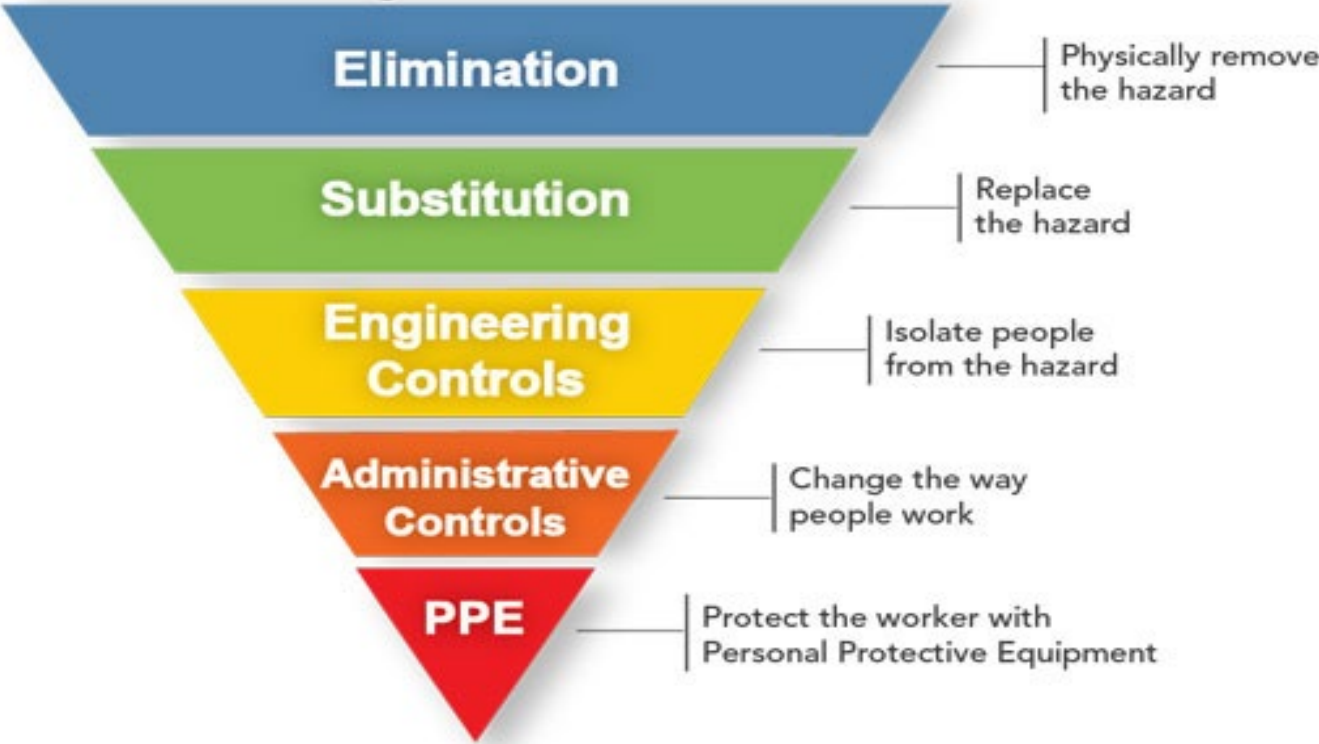 Elimination
Physically remove
the hazard
Substitution
Replace
the hazard
Engineering
Controls
Isolate people
from the hazard
Administrative
Controls
Change the way
people work
PPE
Protect the worker with
Personal Protective Equipment